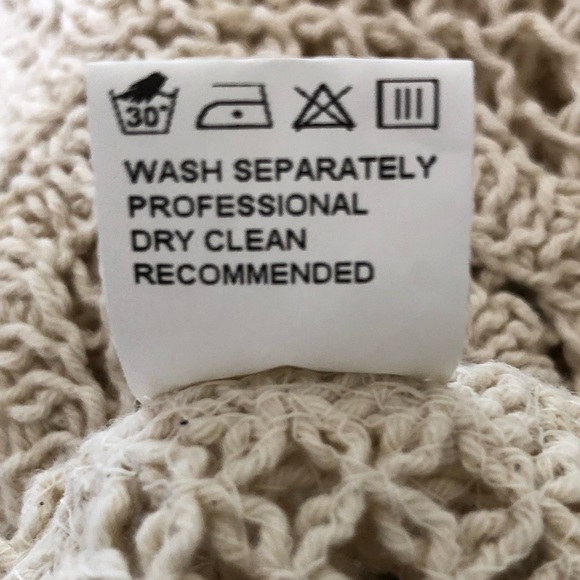 30°
WASH SEPARATELY
PROFESSIONAL
DRY CLEAN
RECOMMENDED